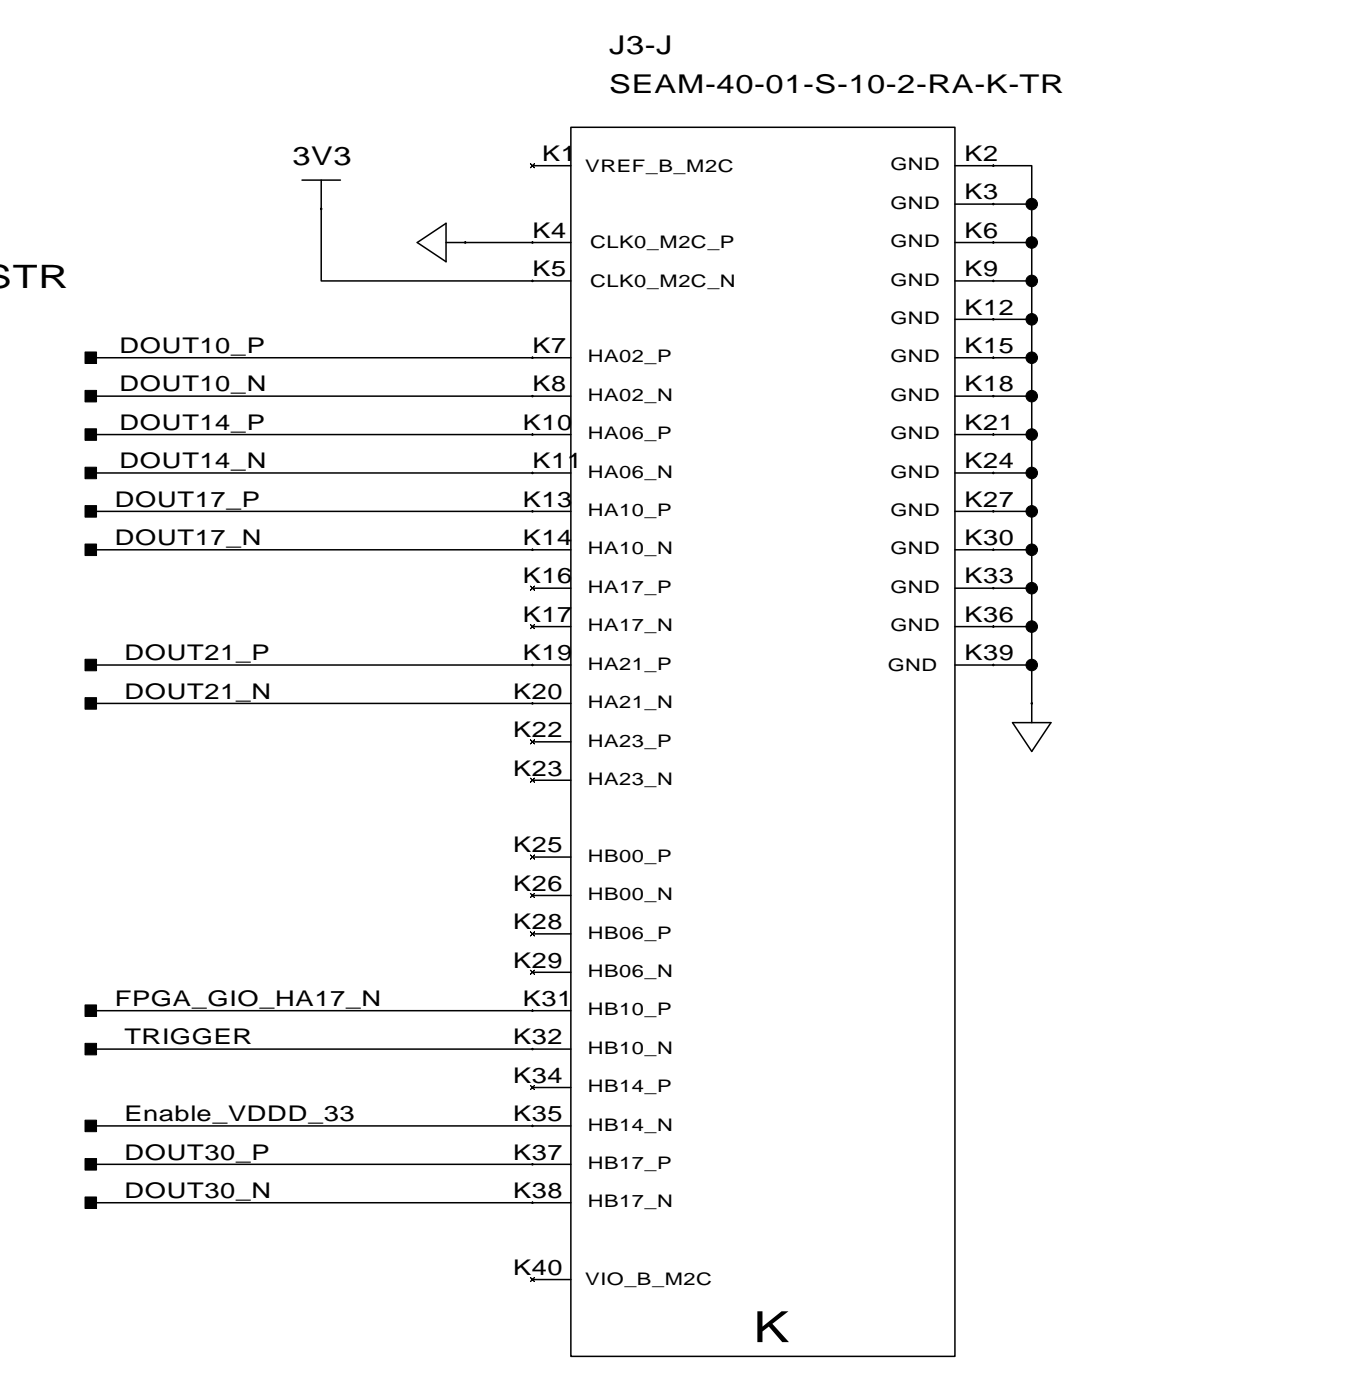 J3-J
SEAM-40-01-S-10-2-RA-K-TR
3V3
K1 VREF_B_M2C GND K2
GND K3
K4 CLK0_M2C_P GND K6
STR
K5 CLK0_M2C_N GND K9
GND K12
DOUT10_P K7 HA02_P GND K15
DOUT10_N K8 HA02_N GND K18
DOUT14_P K10 HA06_P GND K21
DOUT14_N K11 HA06_N GND K24
DOUT17_P K13 HA10_P GND K27
DOUT17_N K14 HA10_N GND K30
K16 HA17_P GND K33
K17 HA17_N GND K36
DOUT21_P K19 HA21_P GND K39
DOUT21_N K20 HA21_N
K22 HA23_P
K23 HA23_N
K25 HB00_P
K26 HB00_N
K28 HB06_P
K29 HB06_N
FPGA_GIO_HA17_N K31 HB10_P
TRIGGER K32 HB10_N
K34 HB14_P
Enable_VDDD_33 K35 HB14_N
DOUT30_P K37 HB17_P
DOUT30_N K38 HB17_N
K40 VIO_B_M2C
K